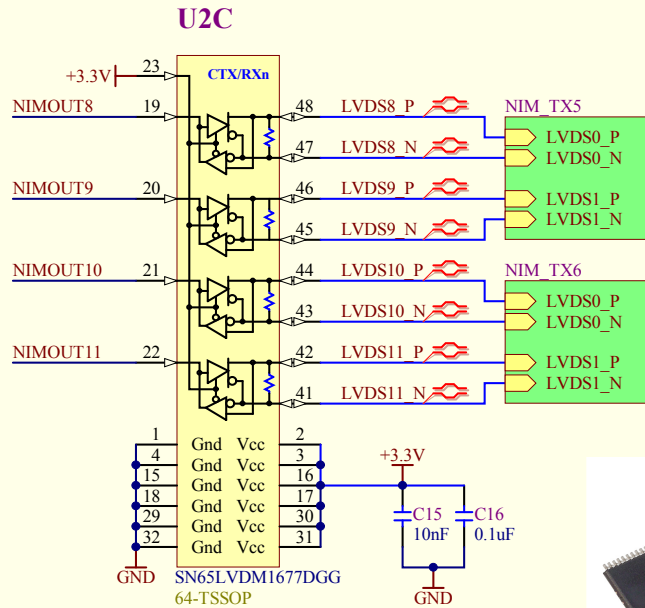 U2C
+3.3V 23 CTX/RXn
NIMOUT8 19 48 LVDS8_P NIM_TX5
LVDS0_P
47 LVDS8_N LVDS0_N
NIMOUT9 20 46 LVDS9_P LVDS1_P
45 LVDS9_N LVDS1_N
NIMOUT10 21 44 LVDS10_P NIM_TX6
LVDS0_P
43 LVDS10_N LVDS0_N
NIMOUT11 22 42 LVDS11_P LVDS1_P
41 LVDS11_N LVDS1_N
1 Gnd Vcc 2
4 Gnd Vcc 3 +3.3V
15 Gnd Vcc 16
18 Gnd Vcc 17 C15 C16
29 Gnd Vcc 30 10nF 0.1uF
32 Gnd Vcc 31
GND SN65LVDM1677DGG
64-TSSOP GND